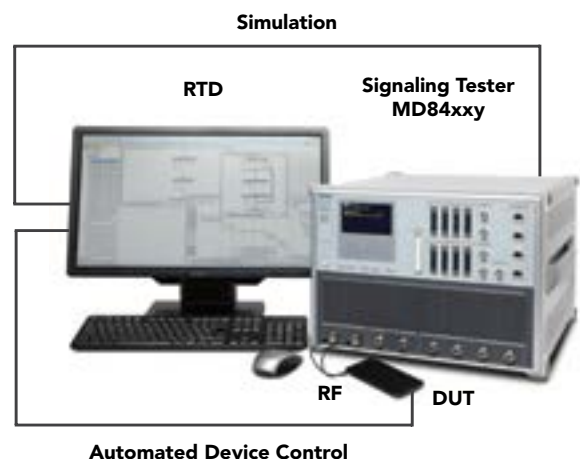 Simulation
RTD
Signaling Tester
MD84xxy
RF
DUT
Automated Device Control